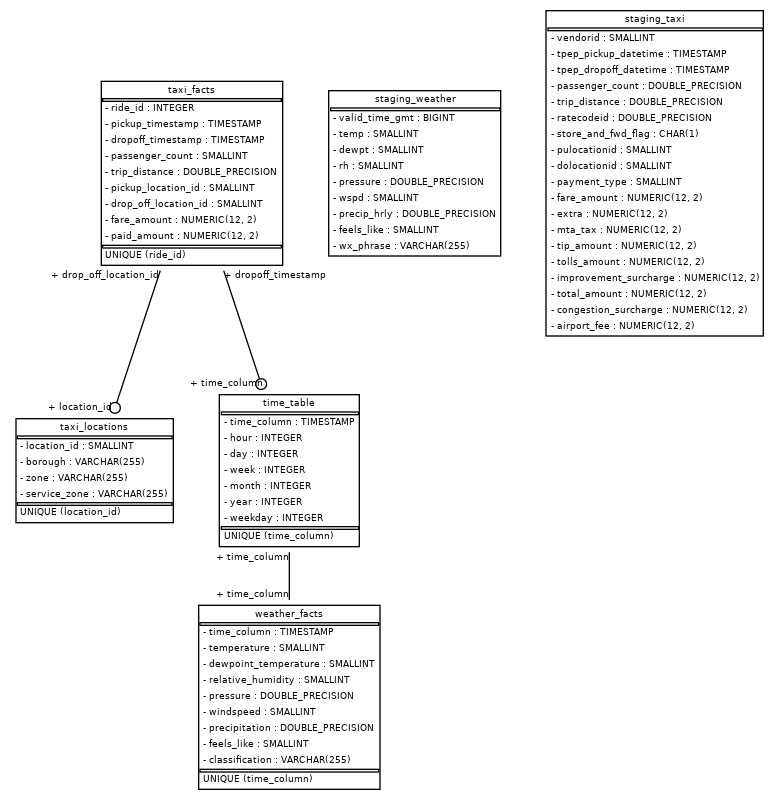 staging_taxi
- vendorid : SMALLINT
- tpep_pickup_datetime : TIMESTAMP
- tpep_dropoff_datetime : TIMESTAMP
- passenger_count : DOUBLE_PRECISION
- trip_distance : DOUBLE_PRECISION
- ratecodeid : DOUBLE_PRECISION
- store_and_fwd_flag : CHAR(1)
- pulocationid : SMALLINT
- dolocationid : SMALLINT
- payment_type : SMALLINT
- fare_amount : NUMERIC(12, 2)
- extra : NUMERIC(12, 2)
- mta_tax : NUMERIC(12, 2)
- tip_amount : NUMERIC(12, 2)
- tolls_amount : NUMERIC(12, 2)
- improvement_surcharge : NUMERIC(12, 2)
- total_amount : NUMERIC(12, 2)
- congestion_surcharge : NUMERIC(12, 2)
- airport_fee : NUMERIC(12, 2)
taxi_facts
- ride_id : INTEGER
- pickup_timestamp : TIMESTAMP
- dropoff_timestamp : TIMESTAMP
- passenger_count : SMALLINT
- trip_distance : DOUBLE_PRECISION
- pickup_location_id : SMALLINT
- drop_off_location_id : SMALLINT
- fare_amount : NUMERIC(12, 2)
- paid_amount : NUMERIC(12, 2)
UNIQUE (ride_id)
staging_weather
- valid_time_gmt : BIGINT
- temp : SMALLINT
- dewpt : SMALLINT
- rh : SMALLINT
- pressure : DOUBLE_PRECISION
- wspd : SMALLINT
- precip_hrly : DOUBLE_PRECISION
- feels_like : SMALLINT
- wx_phrase : VARCHAR(255)
+ drop_off_location_id
+ dropoff_timestamp
+ time_column
+ location_id
taxi_locations
- location_id : SMALLINT
- borough : VARCHAR(255)
- zone : VARCHAR(255)
- service_zone : VARCHAR(255)
UNIQUE (location_id)
time_table
- time_column : TIMESTAMP
- hour : INTEGER
- day : INTEGER
- week : INTEGER
- month : INTEGER
- year : INTEGER
- weekday : INTEGER
UNIQUE (time_column)
+ time_column
+ time_column
weather_facts
- time_column : TIMESTAMP
- temperature : SMALLINT
- dewpoint_temperature : SMALLINT
- relative_humidity : SMALLINT
- pressure : DOUBLE_PRECISION
- windspeed : SMALLINT
- precipitation : DOUBLE_PRECISION
- feels_like : SMALLINT
- classification : VARCHAR(255)
UNIQUE (time_column)